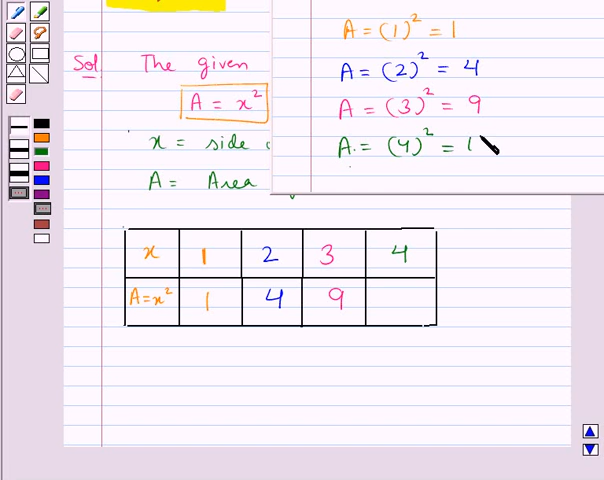 A = (1)² = 1
A = (2)² = 4
A = (3)² = 9
A. = (4)² = 1
Sol The given
A = x²
x = side
A = Area
x 1 2 3 4
A=x² 1 4 9